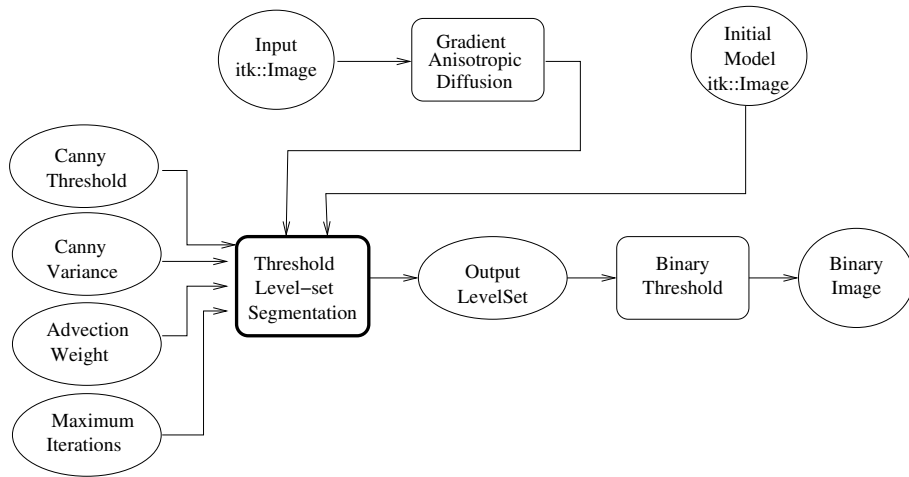 Input
itk::Image
Gradient
Anisotropic
Diffusion
Initial
Model
itk::Image
Canny
Threshold
Canny
Variance
Advection
Weight
Maximum
Iterations
Threshold
Level−set
Segmentation
Output
LevelSet
Binary
Threshold
Binary
Image